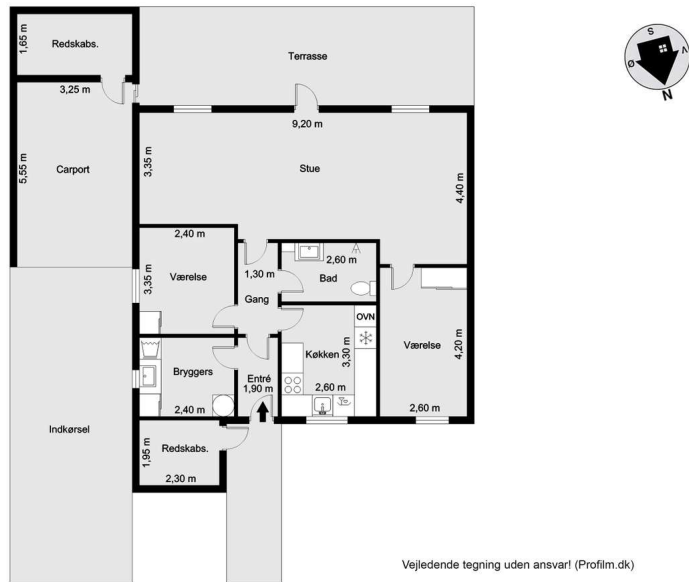 1,65 m
Redskabs.
3,25 m
Terrasse
S
Ø
V
N
5,55 m
Carport
9,20 m
3,35 m
Stue
4,40 m
2,40 m
3,35 m
Værelse
1,30 m
Gang
2,60 m
Bad
OVN
Køkken
3,30 m
2,60 m
Værelse
4,20 m
2,60 m
Bryggers
2,40 m
Entré
1,90 m
Indkørsel
1,95 m
Redskabs.
2,30 m
Vejledende tegning uden ansvar! (Profilm.dk)